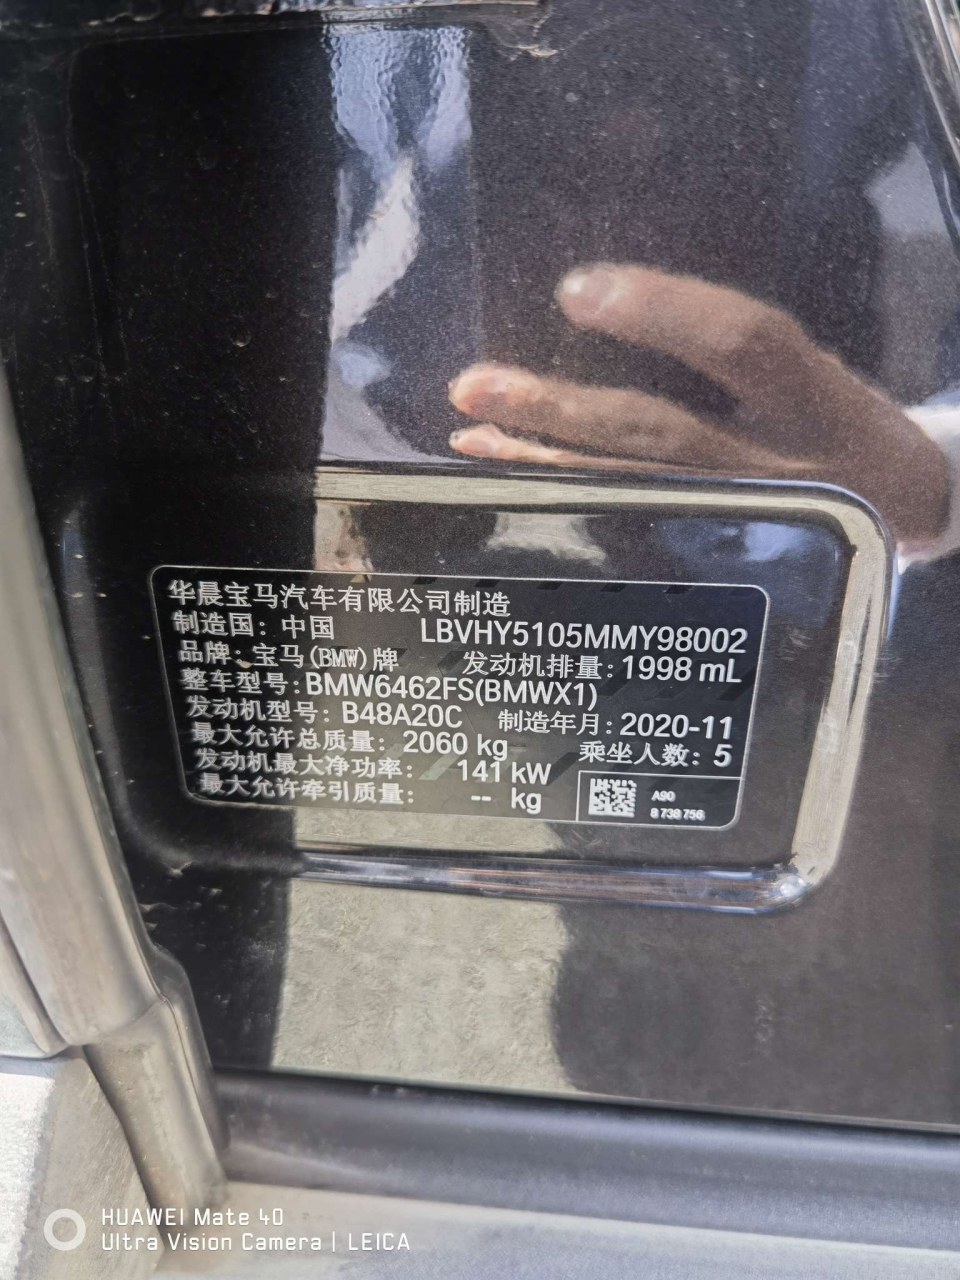 华晨宝马汽车有限公司制造
制造国: 中国 LBVHY5105MMY98002
品牌: 宝马(BMW)牌 发动机排量: 1998 mL
整车型号: BMW6462FS(BMWX1)
发动机型号: B48A20C 制造年月: 2020-11
最大允许总质量: 2060 kg 乘坐人数: 5
发动机最大净功率: 141 kW
最大允许牵引质量: -- kg
A90
8 738 756
HUAWEI Mate 40
Ultra Vision Camera | LEICA